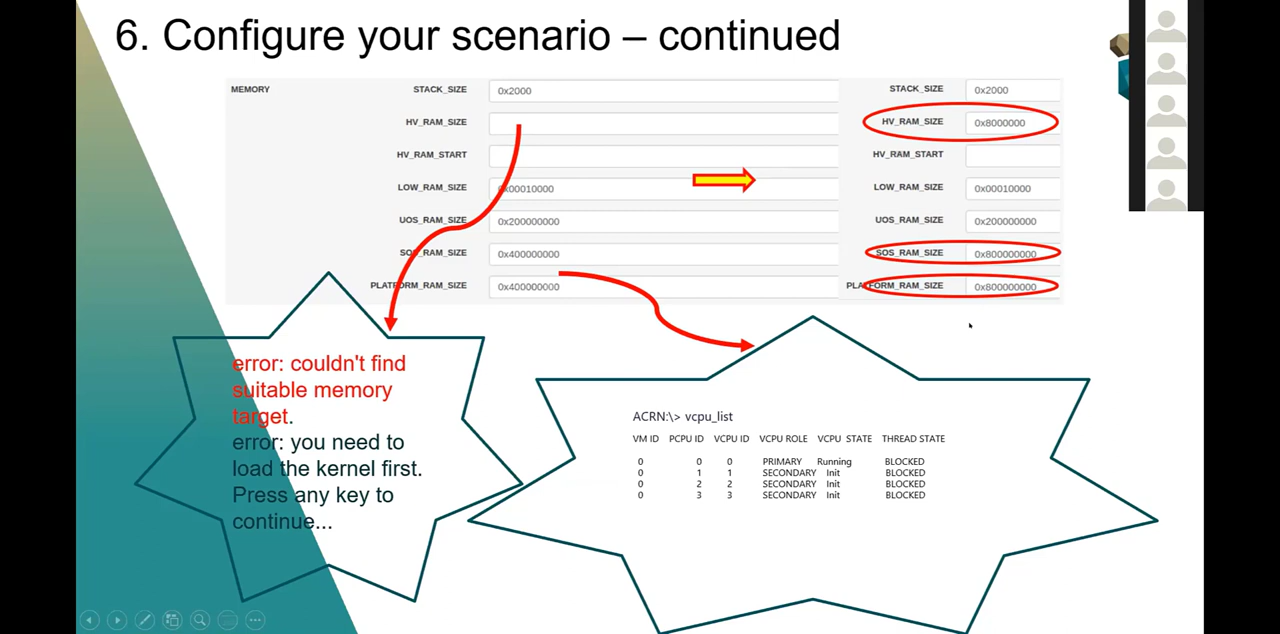 6. Configure your scenario – continued
MEMORY
STACK_SIZE 0x2000
HV_RAM_SIZE
HV_RAM_START
LOW_RAM_SIZE 0x00010000
UOS_RAM_SIZE 0x200000000
SOS_RAM_SIZE 0x400000000
PLATFORM_RAM_SIZE 0x400000000
STACK_SIZE 0x2000
HV_RAM_SIZE 0x8000000
HV_RAM_START
LOW_RAM_SIZE 0x00010000
UOS_RAM_SIZE 0x200000000
SOS_RAM_SIZE 0x800000000
PLATFORM_RAM_SIZE 0x800000000
error: couldn't find
suitable memory
target.
error: you need to
load the kernel first.
Press any key to
continue...
ACRN:\> vcpu_list
VM ID PCPU ID VCPU ID VCPU ROLE VCPU STATE THREAD STATE
0 0 0 PRIMARY Running BLOCKED
0 1 1 SECONDARY Init BLOCKED
0 2 2 SECONDARY Init BLOCKED
0 3 3 SECONDARY Init BLOCKED